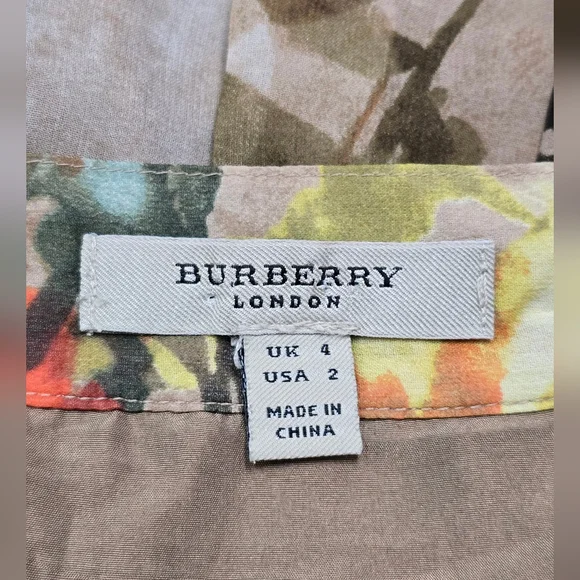 BURBERRY
LONDON
UK 4
USA 2
MADE IN
CHINA